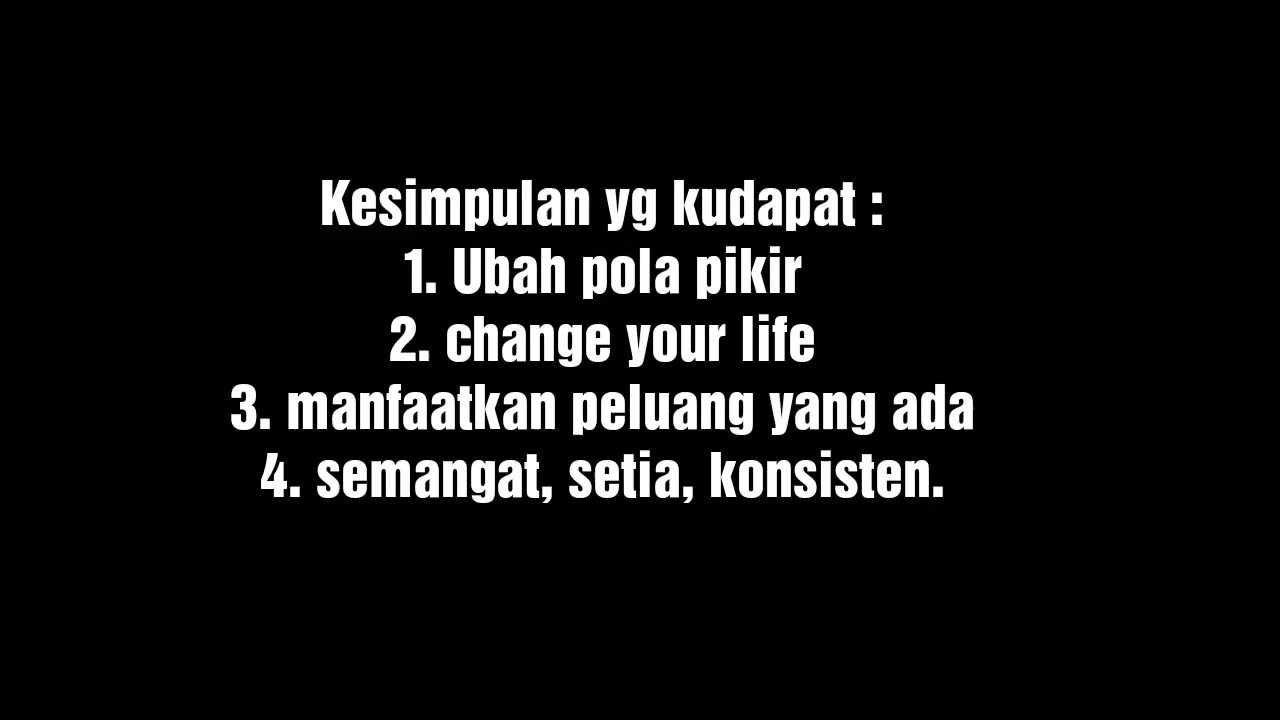 Kesimpulan yg kudapat :
1. Ubah pola pikir
2. change your life
3. manfaatkan peluang yang ada
4. semangat, setia, konsisten.